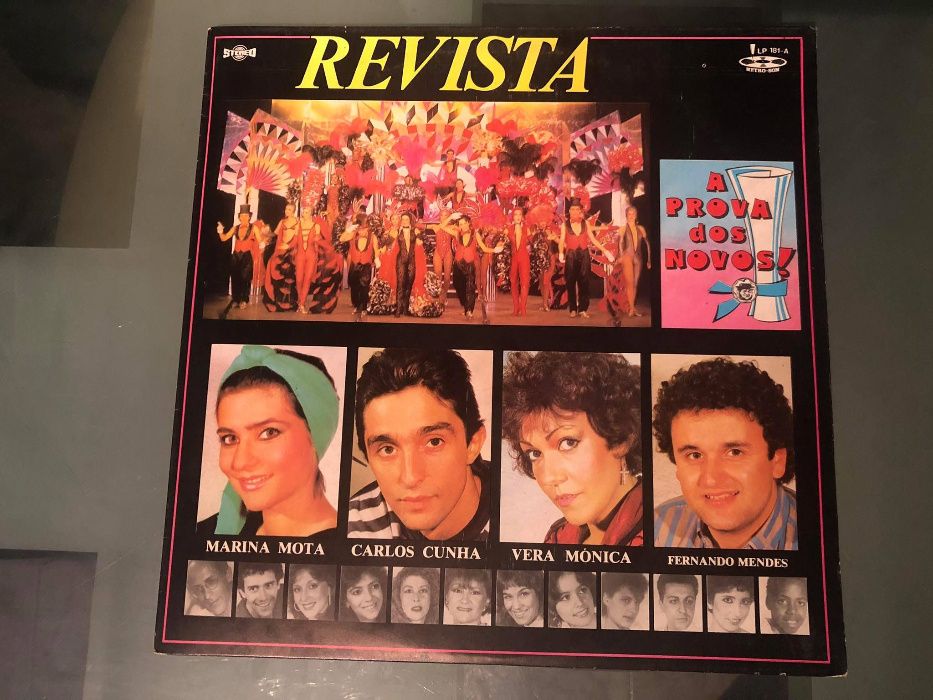 STEREO
REVISTA
LP 181-A
METRO-SOM
A
PROVA
dos
NOVOS!
MARINA MOTA
CARLOS CUNHA
VERA MÓNICA
FERNANDO MENDES